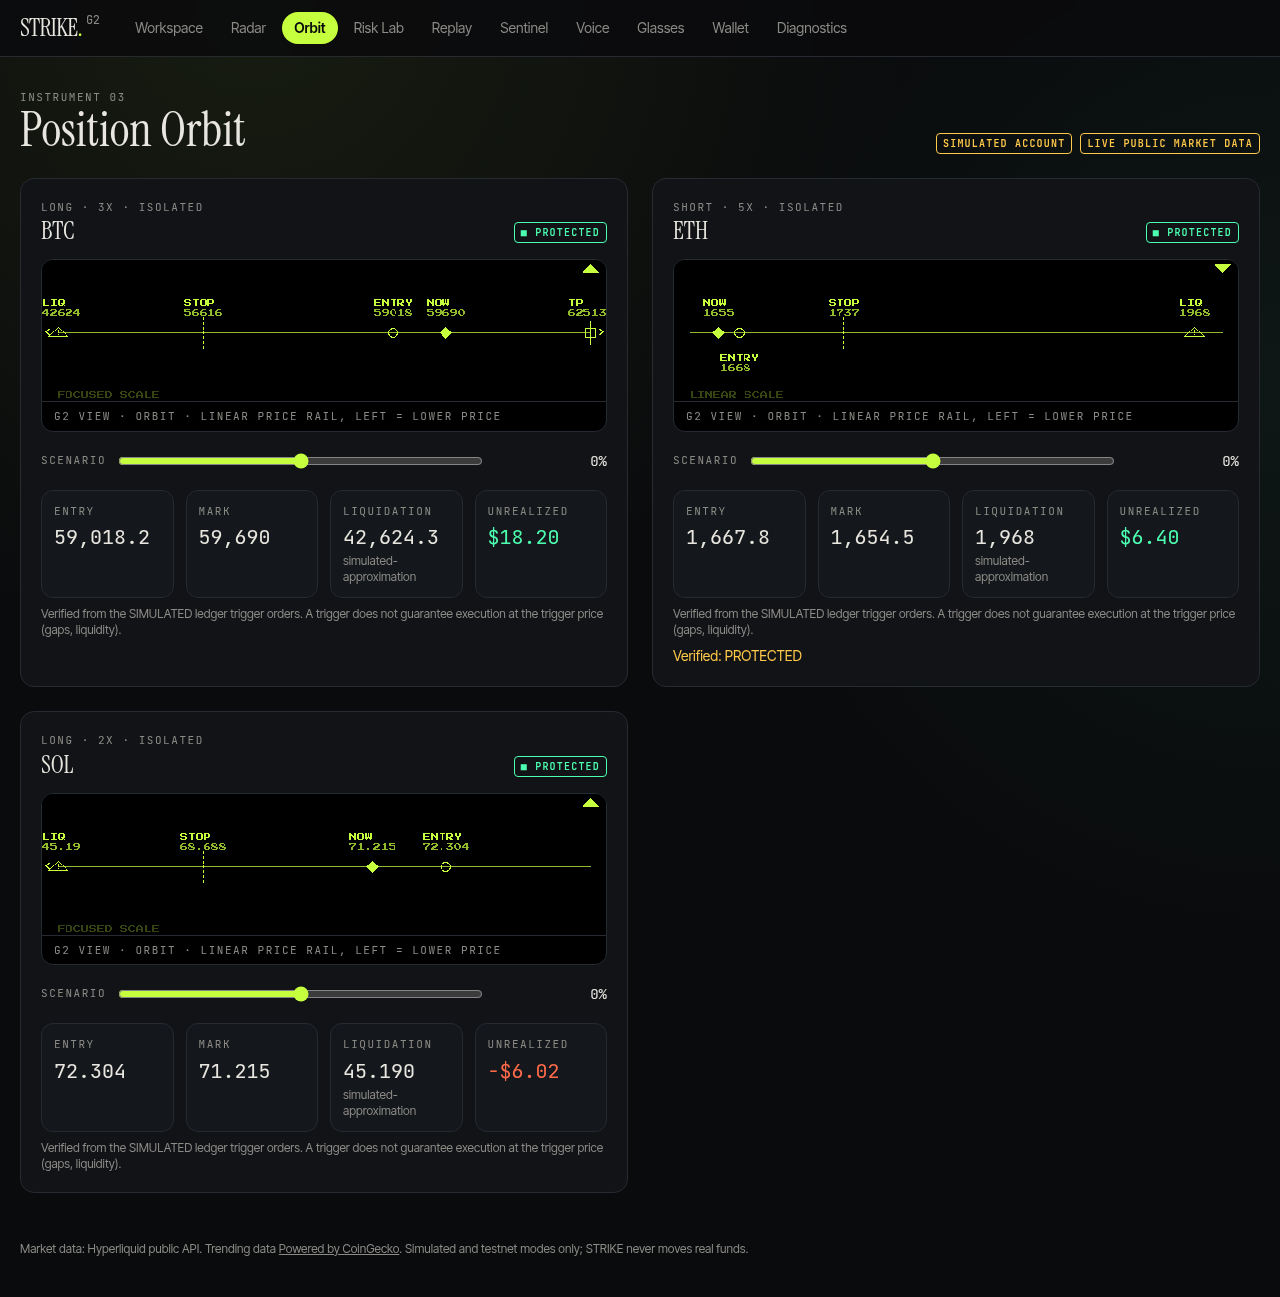 STRIKE. G2
Workspace Radar Orbit Risk Lab Replay Sentinel Voice Glasses Wallet Diagnostics
INSTRUMENT 03
Position Orbit
SIMULATED ACCOUNT LIVE PUBLIC MARKET DATA
LONG · 3X · ISOLATED
BTC
■ PROTECTED
LIQ STOP ENTRY NOW TP
42624 56616 59018 59690 62513
FOCUSED SCALE
G2 VIEW · ORBIT · LINEAR PRICE RAIL, LEFT = LOWER PRICE
SCENARIO 0%
ENTRY MARK LIQUIDATION UNREALIZED
59,018.2 59,690 42,624.3 $18.20
simulated-
approximation
Verified from the SIMULATED ledger trigger orders. A trigger does not guarantee execution at the trigger price
(gaps, liquidity).
SHORT · 5X · ISOLATED
ETH
■ PROTECTED
NOW STOP LIQ
1655 1737 1968
ENTRY
1668
LINEAR SCALE
G2 VIEW · ORBIT · LINEAR PRICE RAIL, LEFT = LOWER PRICE
SCENARIO 0%
ENTRY MARK LIQUIDATION UNREALIZED
1,667.8 1,654.5 1,968 $6.40
simulated-
approximation
Verified from the SIMULATED ledger trigger orders. A trigger does not guarantee execution at the trigger price
(gaps, liquidity).
Verified: PROTECTED
LONG · 2X · ISOLATED
SOL
■ PROTECTED
LIQ STOP NOW ENTRY
45.19 68.688 71.215 72.304
FOCUSED SCALE
G2 VIEW · ORBIT · LINEAR PRICE RAIL, LEFT = LOWER PRICE
SCENARIO 0%
ENTRY MARK LIQUIDATION UNREALIZED
72.304 71.215 45.190 -$6.02
simulated-
approximation
Verified from the SIMULATED ledger trigger orders. A trigger does not guarantee execution at the trigger price
(gaps, liquidity).
Market data: Hyperliquid public API. Trending data Powered by CoinGecko. Simulated and testnet modes only; STRIKE never moves real funds.